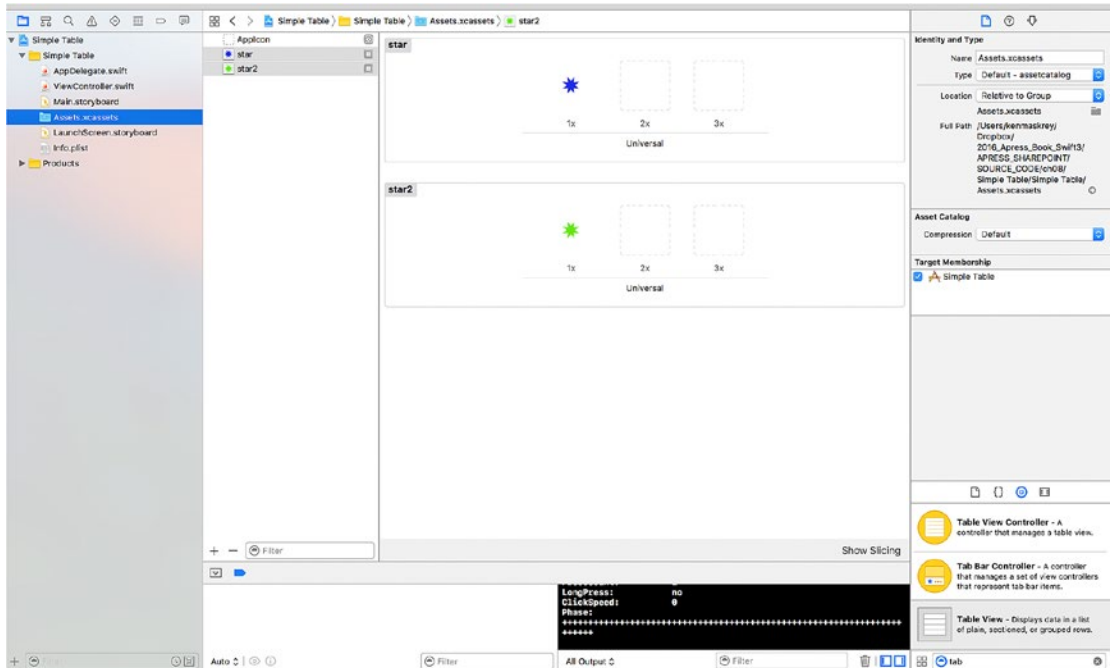 Simple Table 〉 Simple Table 〉 Assets.xcassets 〉 star2
Simple Table
Simple Table
AppDelegate.swift
ViewController.swift
Main.storyboard
Assets.xcassets
LaunchScreen.storyboard
Info.plist
Products
AppIcon
star
star2
+ − Filter
star
1x 2x 3x
Universal
star2
1x 2x 3x
Universal
Show Slicing
Identity and Type
Name Assets.xcassets
Type Default - assetcatalog
Location Relative to Group
Assets.xcassets
Full Path /Users/kenmaskrey/
Dropbox/
2016_Apress_Book_Swift3/
APRESS_SHAREPOINT/
SOURCE_CODE/ch08/
Simple Table/Simple Table/
Assets.xcassets
Asset Catalog
Compression Default
Target Membership
Simple Table
Table View Controller - A
controller that manages a table view.
Tab Bar Controller - A controller
that manages a set of view controllers
that represent tab bar items.
Table View - Displays data in a list
of plain, sectioned, or grouped rows.
LongPress: no
ClickSpeed: 0
Phase:
Auto
Filter
All Output
Filter
tab